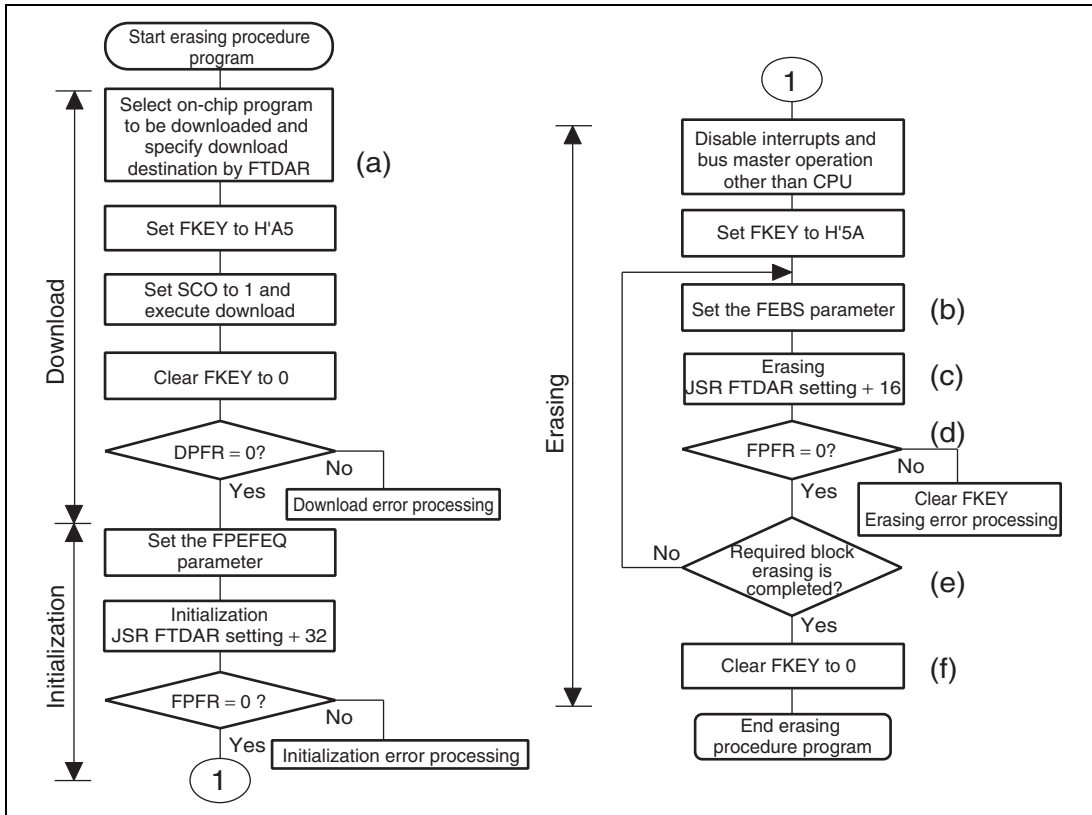 Start erasing procedure
program
Select on-chip program
to be downloaded and
specify download
destination by FTDAR
(a)
Set FKEY to H'A5
Set SCO to 1 and
execute download
Clear FKEY to 0
DPFR = 0?
No
Yes
Download error processing
Download
Set the FPEFEQ
parameter
Initialization
JSR FTDAR setting + 32
FPFR = 0 ?
No
Yes
Initialization error processing
Initialization
1
1
Disable interrupts and
bus master operation
other than CPU
Set FKEY to H'5A
Set the FEBS parameter
(b)
Erasing
JSR FTDAR setting + 16
(c)
(d)
FPFR = 0?
No
Yes
Clear FKEY
Erasing error processing
Erasing
No
Required block
erasing is
completed?
(e)
Yes
Clear FKEY to 0
(f)
End erasing
procedure program